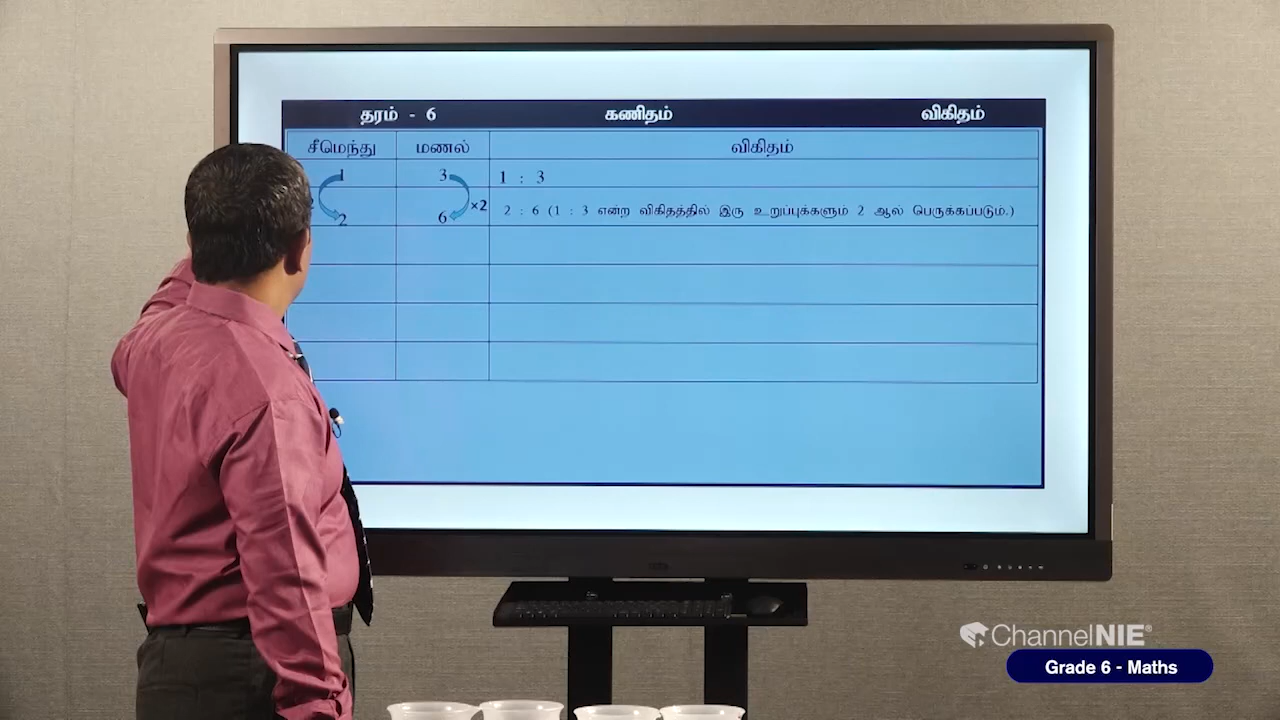 தரம் - 6 கணிதம் விகிதம்
சீமெந்து மணல் விகிதம்
1 3 1 : 3
×2
2 6 2 : 6 (1 : 3 என்ற விகிதத்தில் இரு உறுப்புக்களும் 2 ஆல் பெருக்கப்படும்.)
ChannelNIE®
Grade 6 - Maths